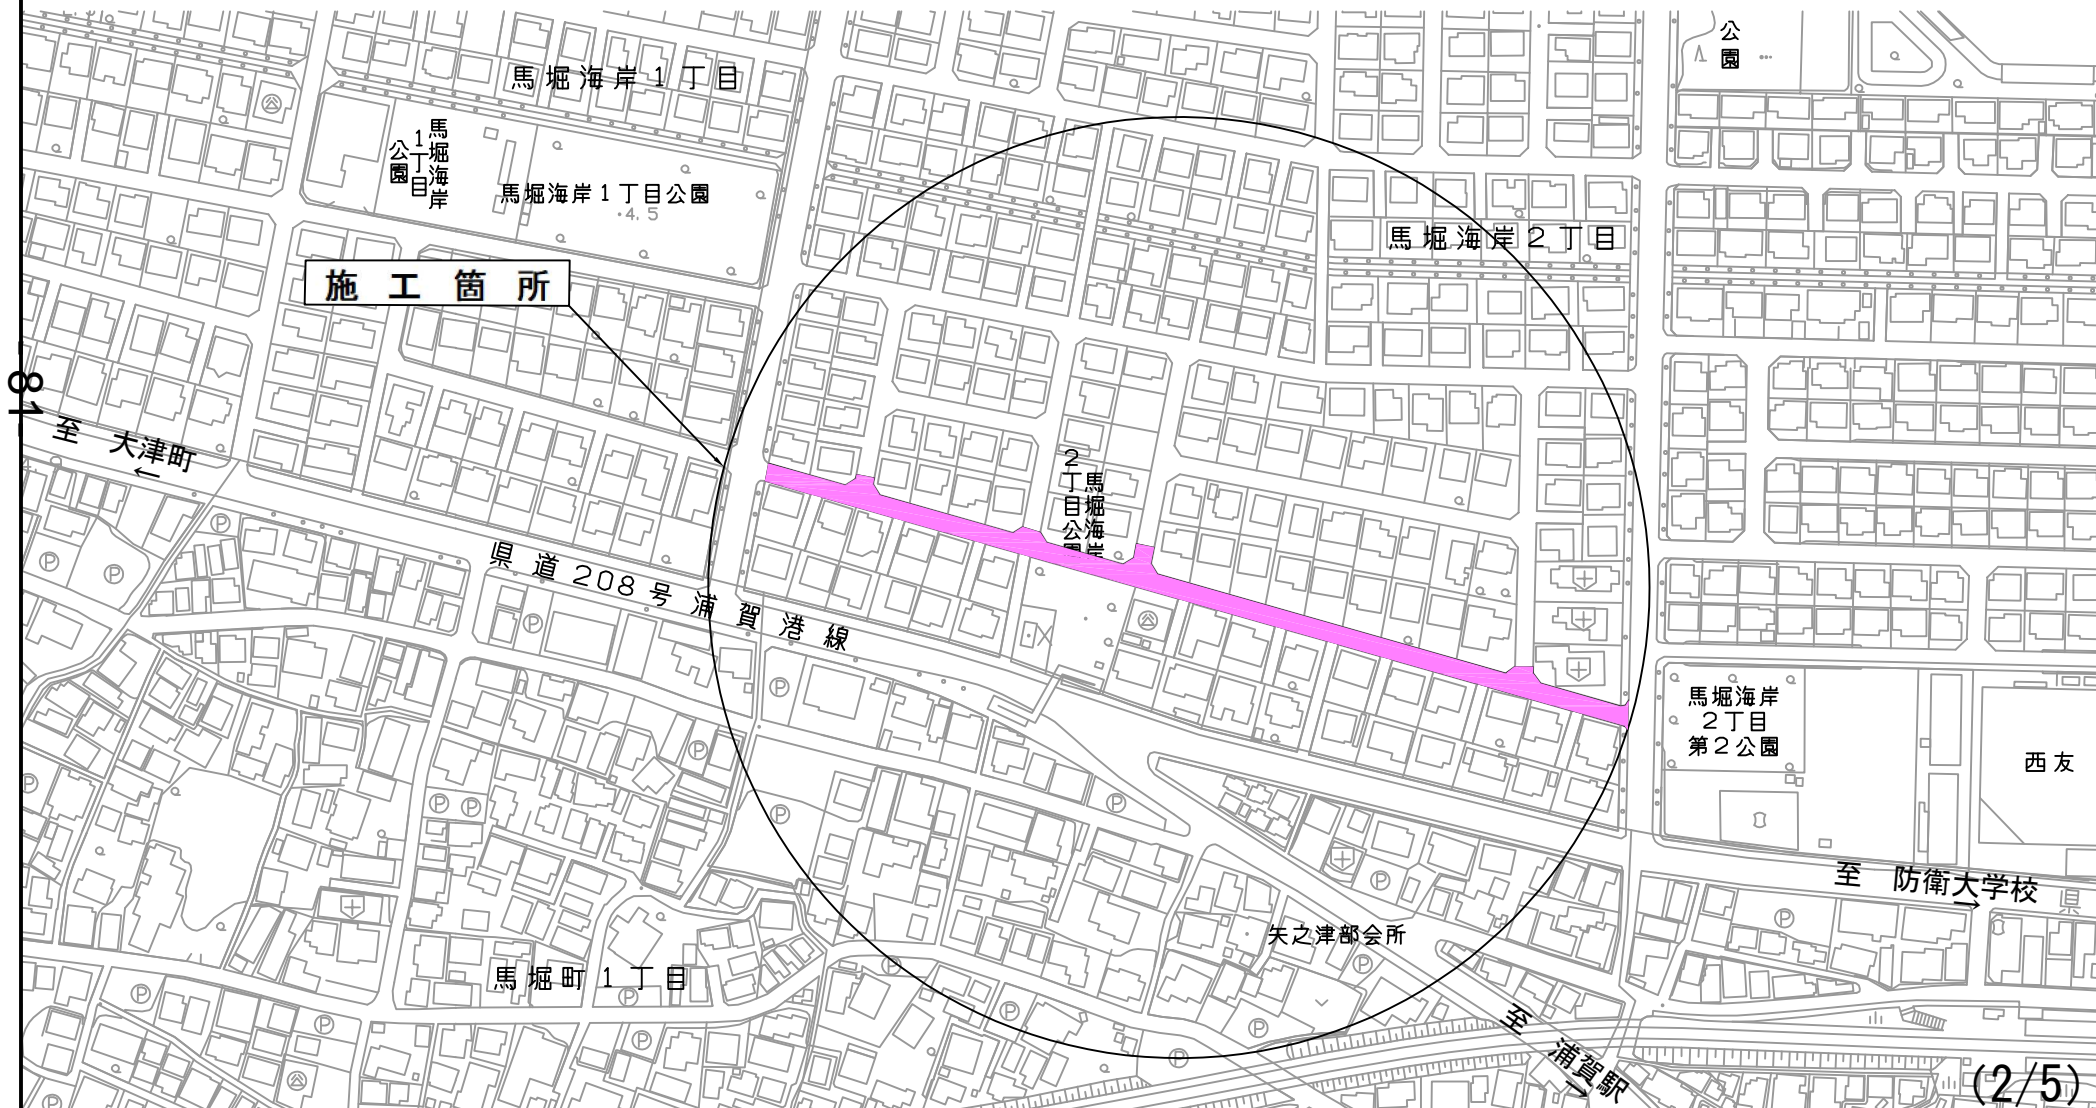 公園
馬堀海岸1丁目
馬堀海岸
1丁目
公園
馬堀海岸1丁目公園
・4.5
馬堀海岸2丁目
施工箇所
- 81 -
至 大津町
←
馬堀海岸
2丁目公園
県道208号浦賀港線
馬堀海岸
2丁目
第2公園
西友
至 防衛大学校
→
矢之津部会所
馬堀町1丁目
至 浦賀駅
→
(2/5)